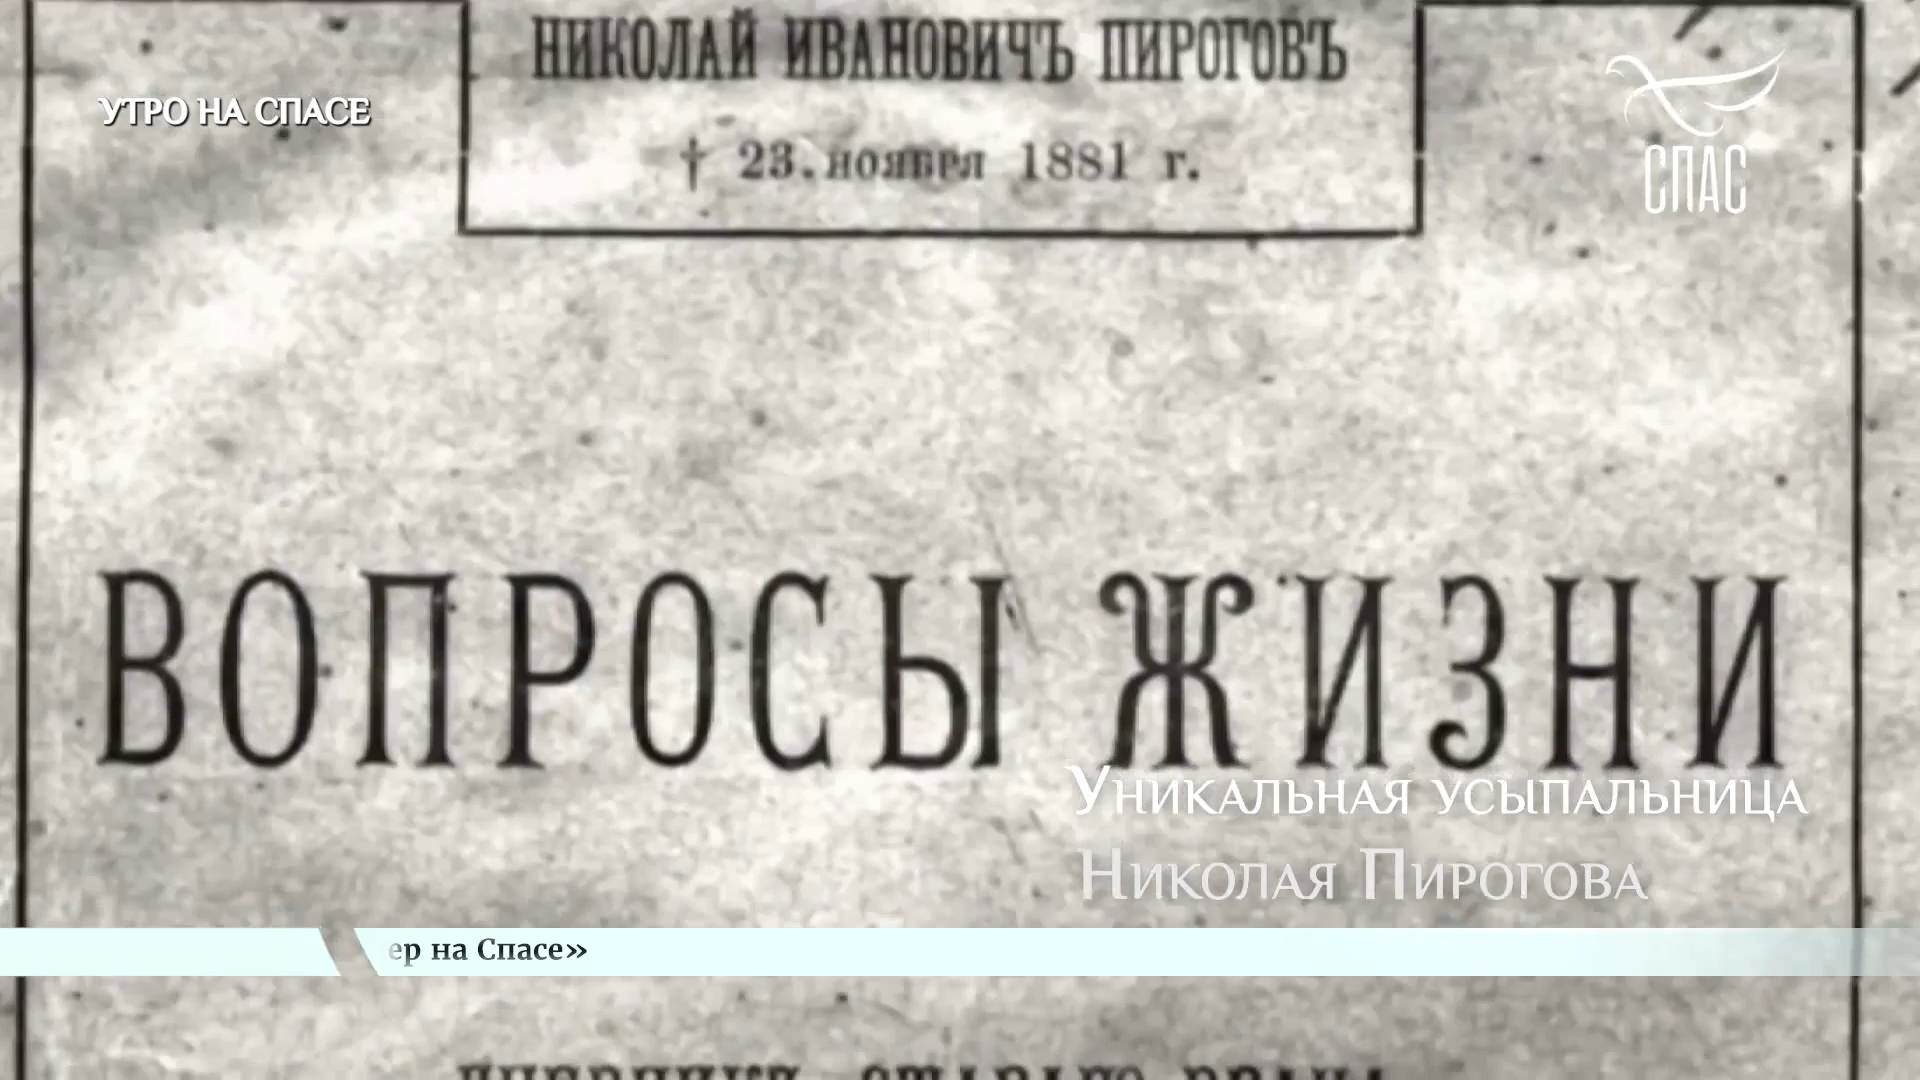 НИКОЛАЙ ИВАНОВИЧЪ ПИРОГОВЪ
† 23. ноября 1881 г.
УТРО НА СПАСЕ
СПАС
ВОПРОСЫ ЖИЗНИ
Уникальная усыпальница
Николая Пирогова
ер на Спасе»